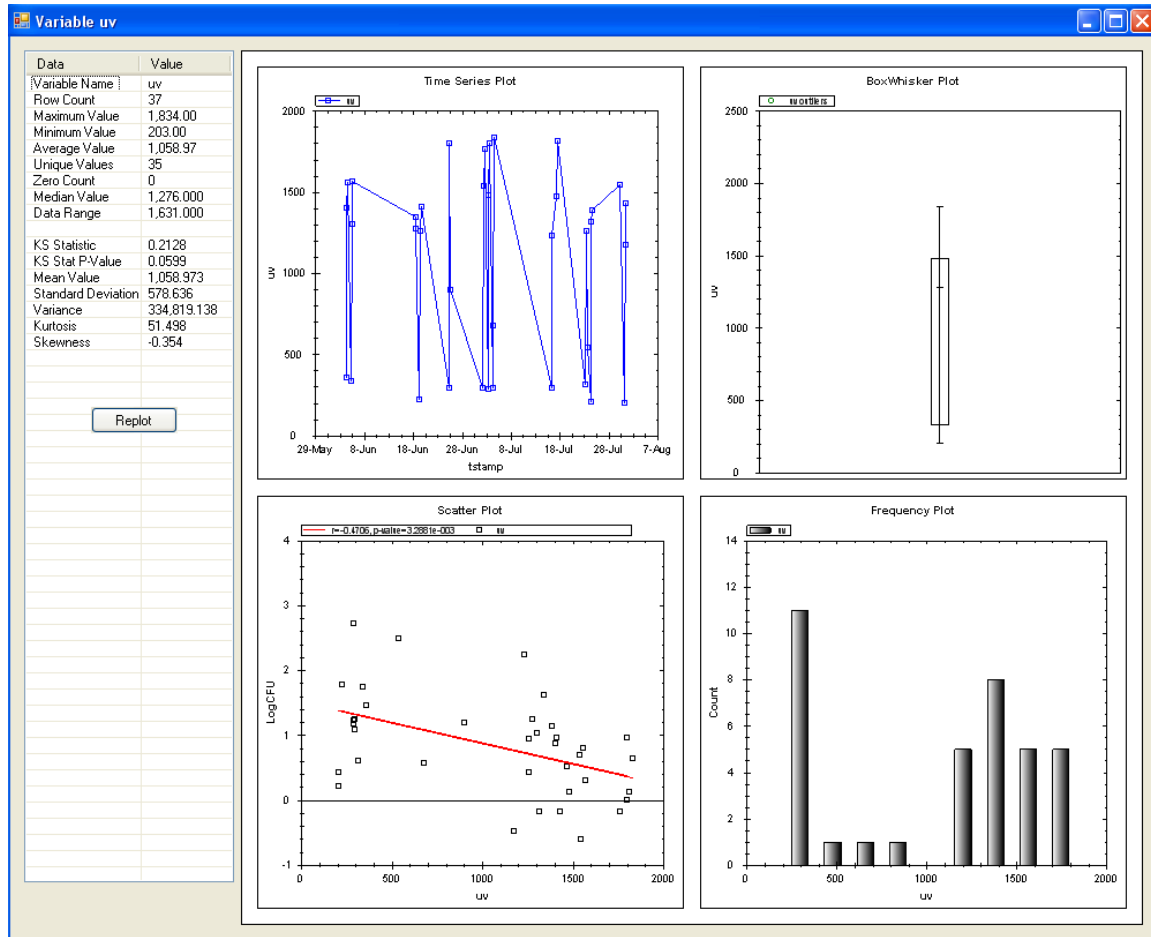 Variable uv
Data Value
Variable Name uv
Row Count 37
Maximum Value 1,834.00
Minimum Value 203.00
Average Value 1,058.97
Unique Values 35
Zero Count 0
Median Value 1,276.000
Data Range 1,631.000
KS Statistic 0.2128
KS Stat P-Value 0.0599
Mean Value 1,058.973
Standard Deviation 578.636
Variance 334,819.138
Kurtosis 51.498
Skewness -0.354
Replot
Time Series Plot
uv
2000
1500
1000
500
0
uv
29-May 8-Jun 18-Jun 28-Jun 8-Jul 18-Jul 28-Jul 7-Aug
tstamp
BoxWhisker Plot
uv outliers
2500
2000
1500
1000
500
0
uv
Scatter Plot
r=-0.4706, p-value=3.2881e-003 uv
4
3
2
1
0
-1
LogCFU
0 500 1000 1500 2000
uv
Frequency Plot
uv
14
12
10
8
6
4
2
0
Count
0 500 1000 1500 2000
uv